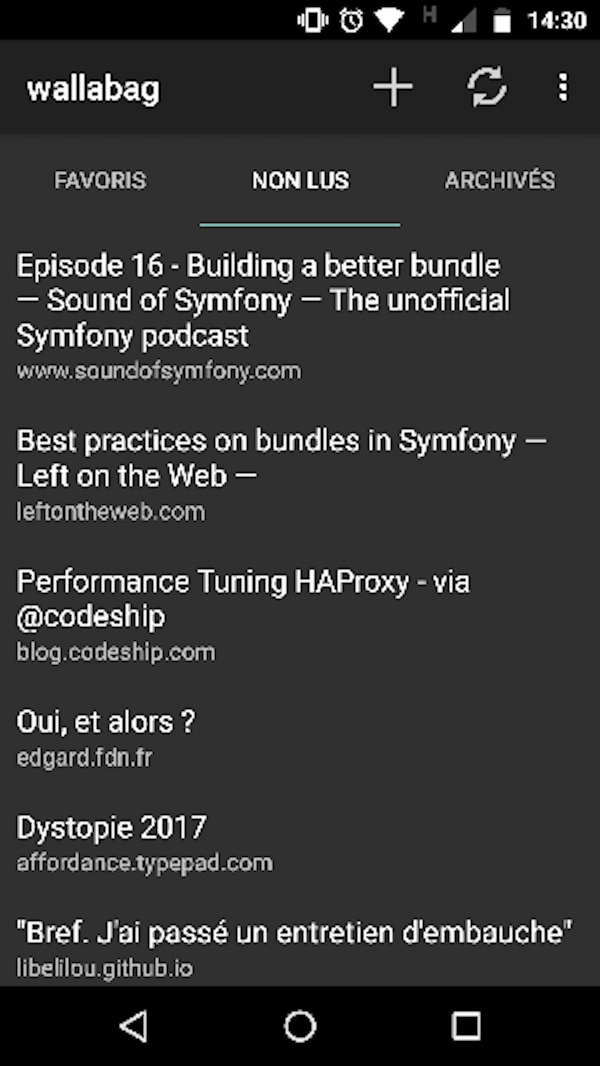 H 14:30
wallabag
FAVORIS NON LUS ARCHIVÉS
Episode 16 - Building a better bundle
— Sound of Symfony — The unofficial
Symfony podcast
www.soundofsymfony.com
Best practices on bundles in Symfony —
Left on the Web —
leftontheweb.com
Performance Tuning HAProxy - via
@codeship
blog.codeship.com
Oui, et alors ?
edgard.fdn.fr
Dystopie 2017
affordance.typepad.com
"Bref. J'ai passé un entretien d'embauche"
libelilou.github.io